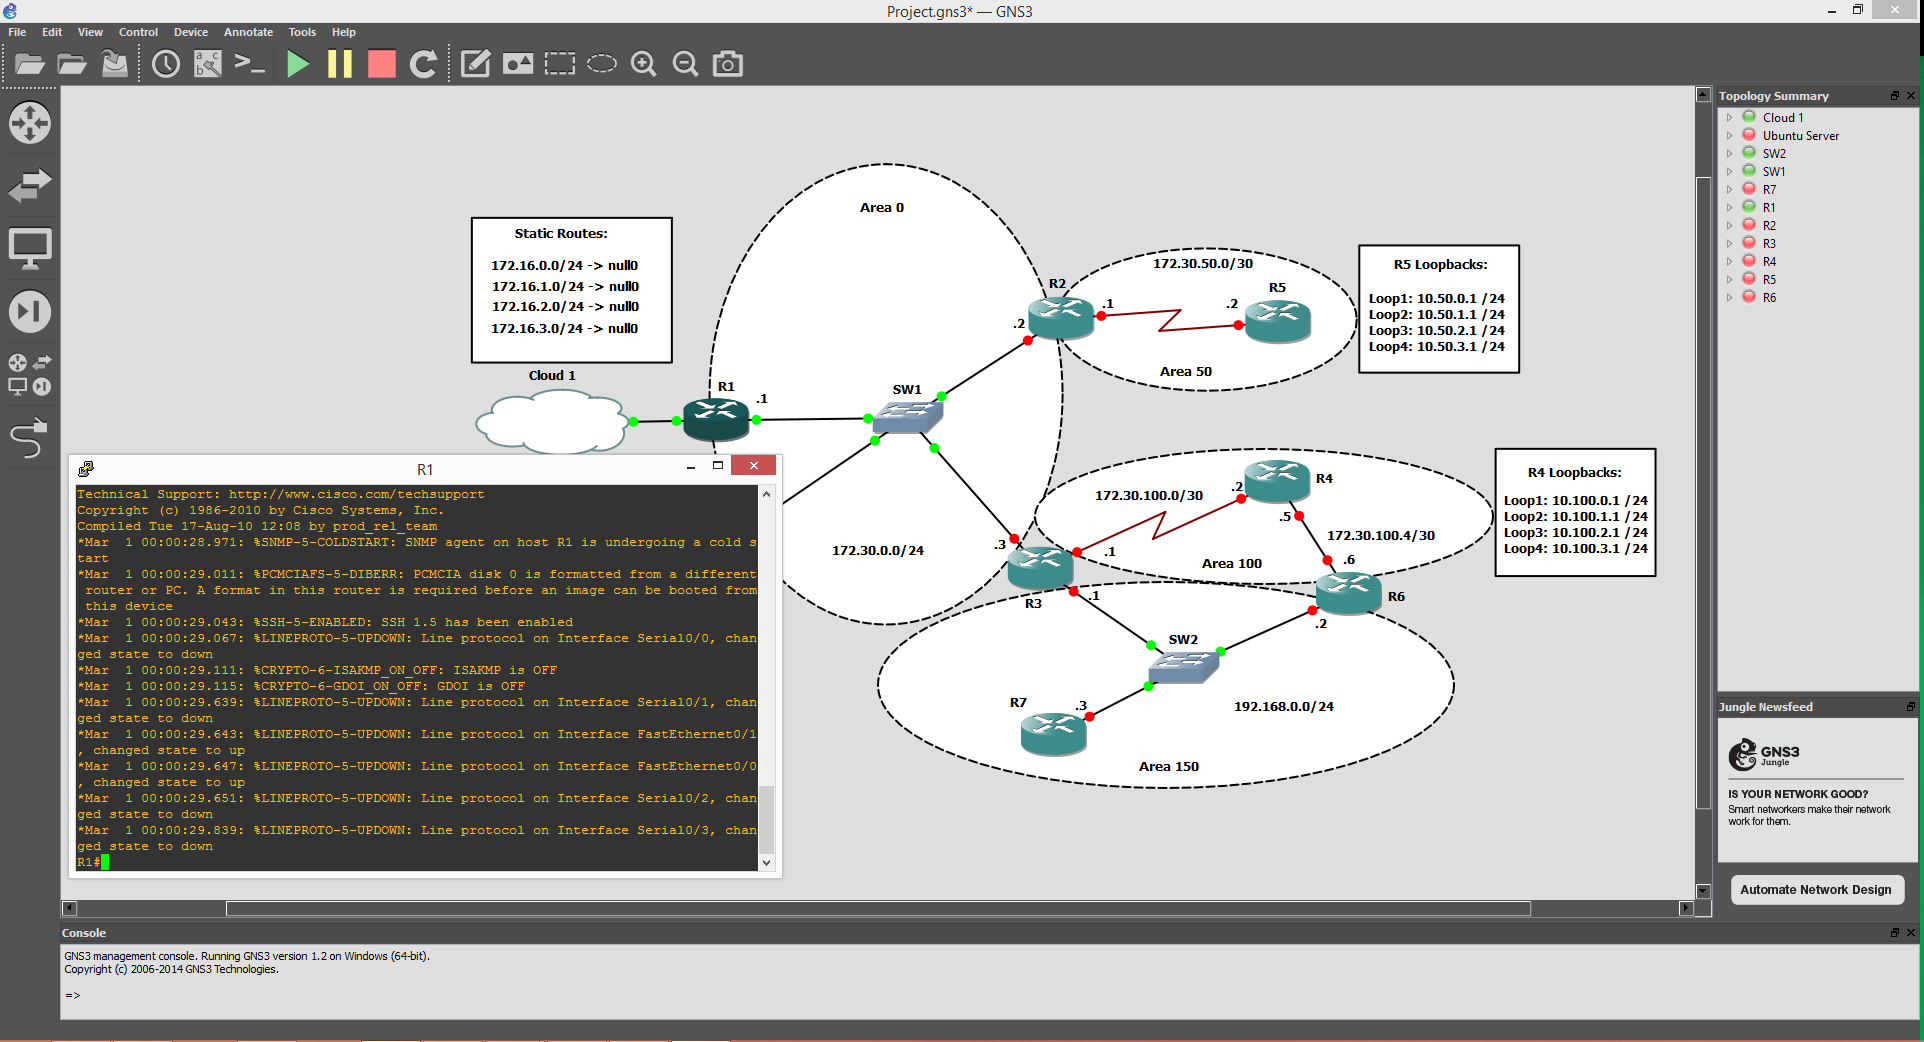 Project.gns3* — GNS3
File Edit View Control Device Annotate Tools Help
Topology Summary
Cloud 1
Ubuntu Server
SW2
SW1
R7
R1
R2
R3
R4
R5
R6
Static Routes:
172.16.0.0/24 -> null0
172.16.1.0/24 -> null0
172.16.2.0/24 -> null0
172.16.3.0/24 -> null0
Cloud 1
Area 0
R1
.1
SW1
R2
.2
.1
172.30.50.0/30
.2
R5
Area 50
R5 Loopbacks:
Loop1: 10.50.0.1 /24
Loop2: 10.50.1.1 /24
Loop3: 10.50.2.1 /24
Loop4: 10.50.3.1 /24
172.30.0.0/24
.3
R3
.1
.1
172.30.100.0/30
.2
R4
.5
172.30.100.4/30
.6
Area 100
R6
.2
R4 Loopbacks:
Loop1: 10.100.0.1 /24
Loop2: 10.100.1.1 /24
Loop3: 10.100.2.1 /24
Loop4: 10.100.3.1 /24
SW2
R7
.3
192.168.0.0/24
Area 150
R1
Technical Support: http://www.cisco.com/techsupport
Copyright (c) 1986-2010 by Cisco Systems, Inc.
Compiled Tue 17-Aug-10 12:08 by prod_rel_team
*Mar  1 00:00:28.971: %SNMP-5-COLDSTART: SNMP agent on host R1 is undergoing a cold s
tart
*Mar  1 00:00:29.011: %PCMCIAFS-5-DIBERR: PCMCIA disk 0 is formatted from a different
router or PC. A format in this router is required before an image can be booted from
this device
*Mar  1 00:00:29.043: %SSH-5-ENABLED: SSH 1.5 has been enabled
*Mar  1 00:00:29.067: %LINEPROTO-5-UPDOWN: Line protocol on Interface Serial0/0, chan
ged state to down
*Mar  1 00:00:29.111: %CRYPTO-6-ISAKMP_ON_OFF: ISAKMP is OFF
*Mar  1 00:00:29.115: %CRYPTO-6-GDOI_ON_OFF: GDOI is OFF
*Mar  1 00:00:29.639: %LINEPROTO-5-UPDOWN: Line protocol on Interface Serial0/1, chan
ged state to down
*Mar  1 00:00:29.643: %LINEPROTO-5-UPDOWN: Line protocol on Interface FastEthernet0/1
, changed state to up
*Mar  1 00:00:29.647: %LINEPROTO-5-UPDOWN: Line protocol on Interface FastEthernet0/0
, changed state to up
*Mar  1 00:00:29.651: %LINEPROTO-5-UPDOWN: Line protocol on Interface Serial0/2, chan
ged state to down
*Mar  1 00:00:29.839: %LINEPROTO-5-UPDOWN: Line protocol on Interface Serial0/3, chan
ged state to down
R1#
Jungle Newsfeed
GNS3
Jungle
IS YOUR NETWORK GOOD?
Smart networkers make their network
work for them.
Automate Network Design
Console
GNS3 management console. Running GNS3 version 1.2 on Windows (64-bit).
Copyright (c) 2006-2014 GNS3 Technologies.
=>